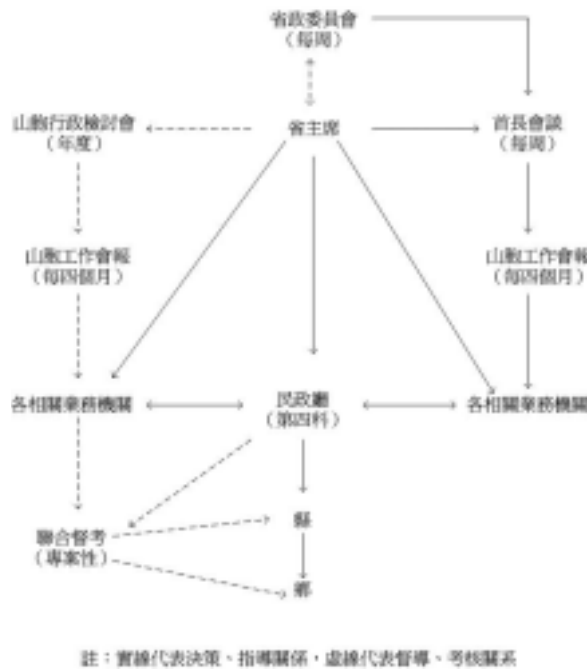 省政委員會
（每周）
山胞行政檢討會
（年度）
省主席
首長會談
（每周）
山胞工作會報
（每四個月）
山胞工作會報
（每四個月）
各相關業務機關
民政廳
（第四科）
各相關業務機關
聯合督考
（專案性）
縣
鄉
註：實線代表決策、指導關係，虛線代表督導、考核關系